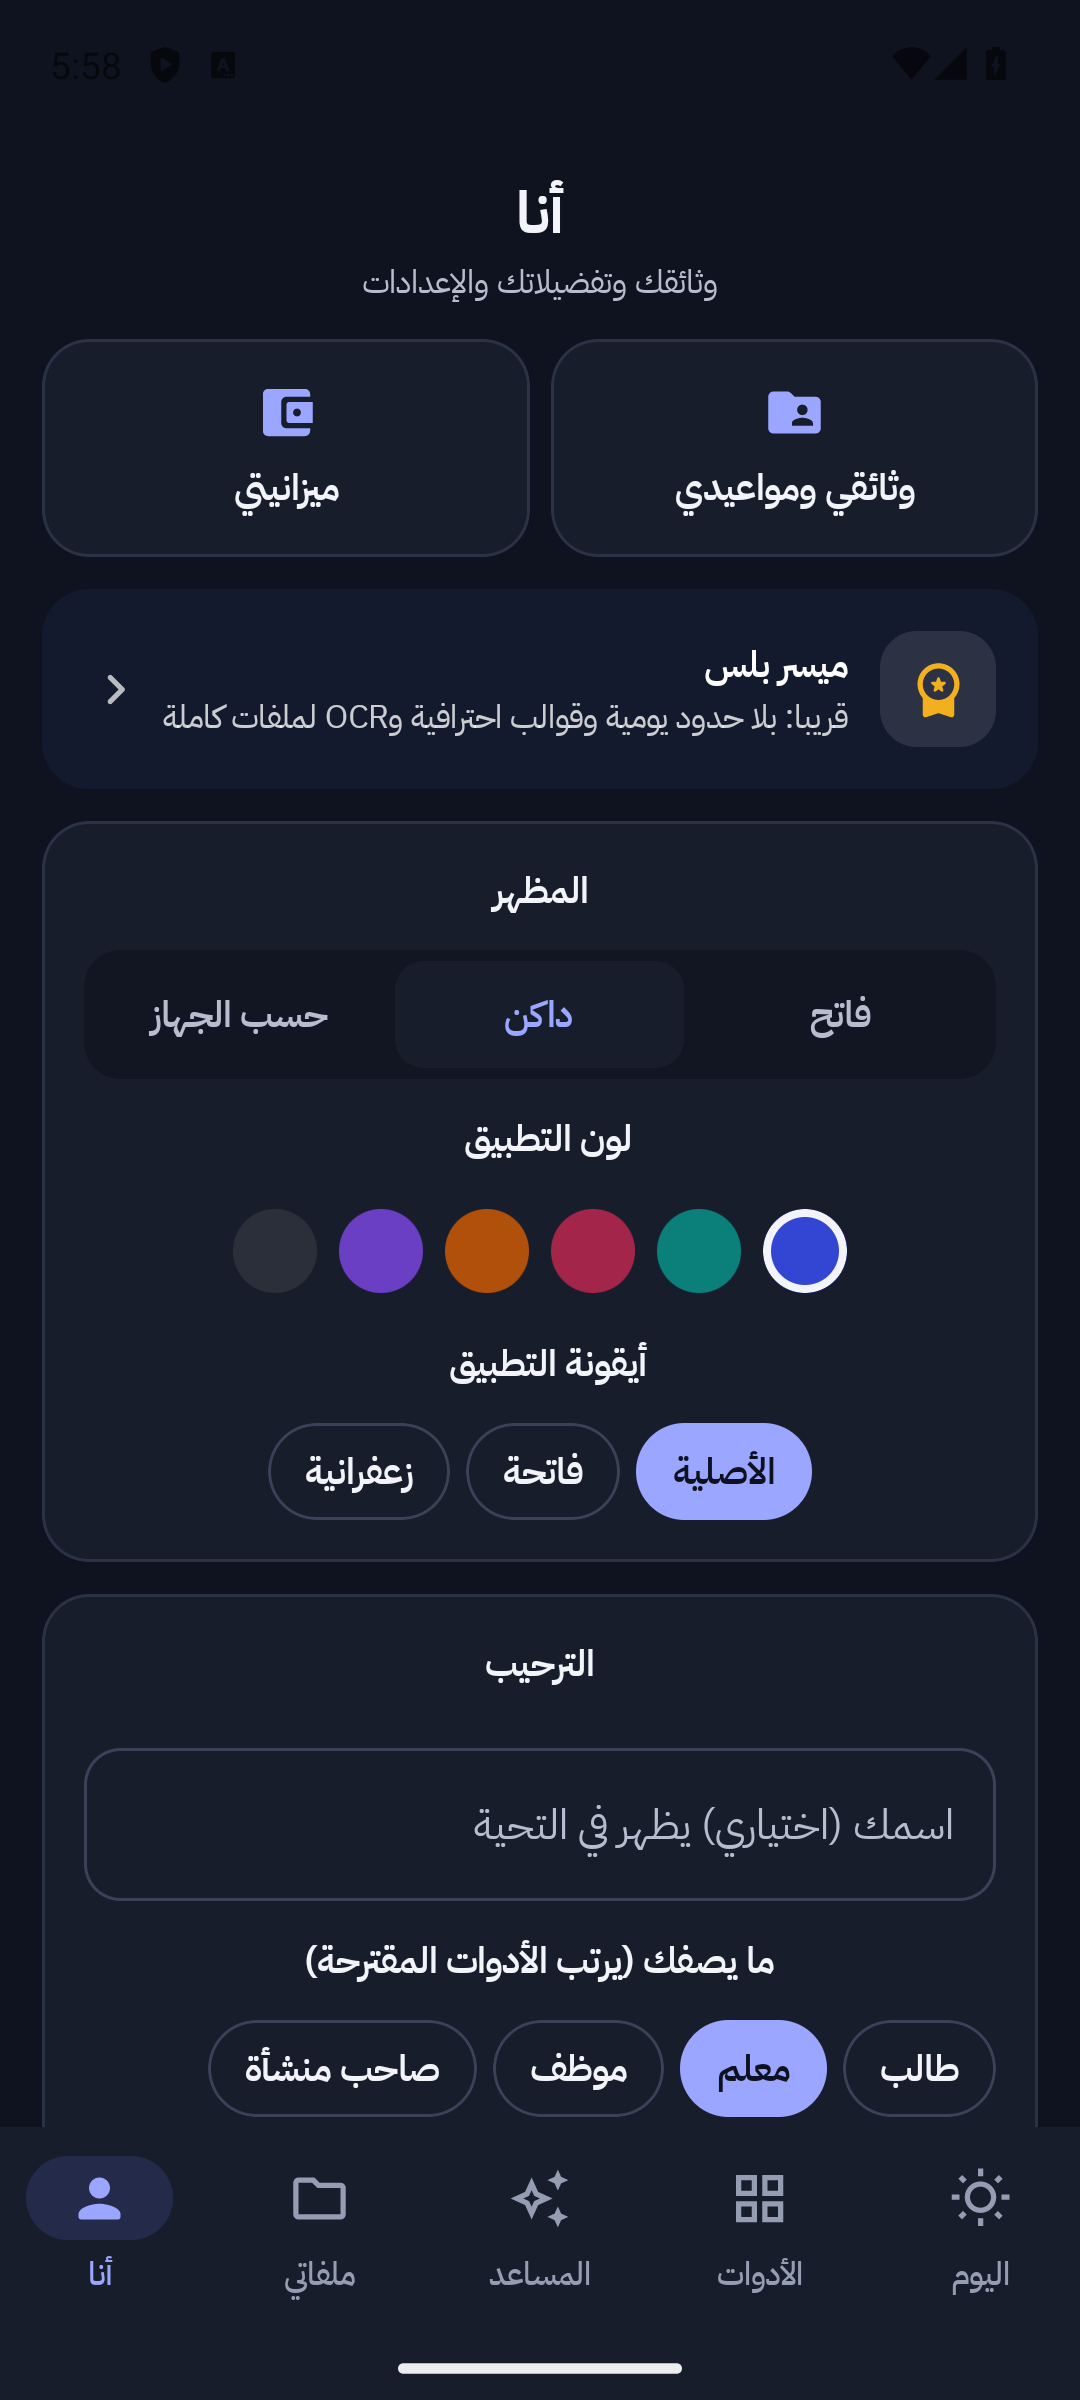 5:58
أنا
وثائقك وتفضيلاتك والإعدادات
وثائقي ومواعيدي
ميزانيتي
ميسر بلس
قريبا: بلا حدود يومية وقوالب احترافية وOCR لملفات كاملة
المظهر
فاتح
داكن
حسب الجهاز
لون التطبيق
أيقونة التطبيق
الأصلية
فاتحة
زعفرانية
الترحيب
اسمك (اختياري) يظهر في التحية
ما يصفك (يرتب الأدوات المقترحة)
طالب
معلم
موظف
صاحب منشأة
اليوم
الأدوات
المساعد
ملفاتي
أنا